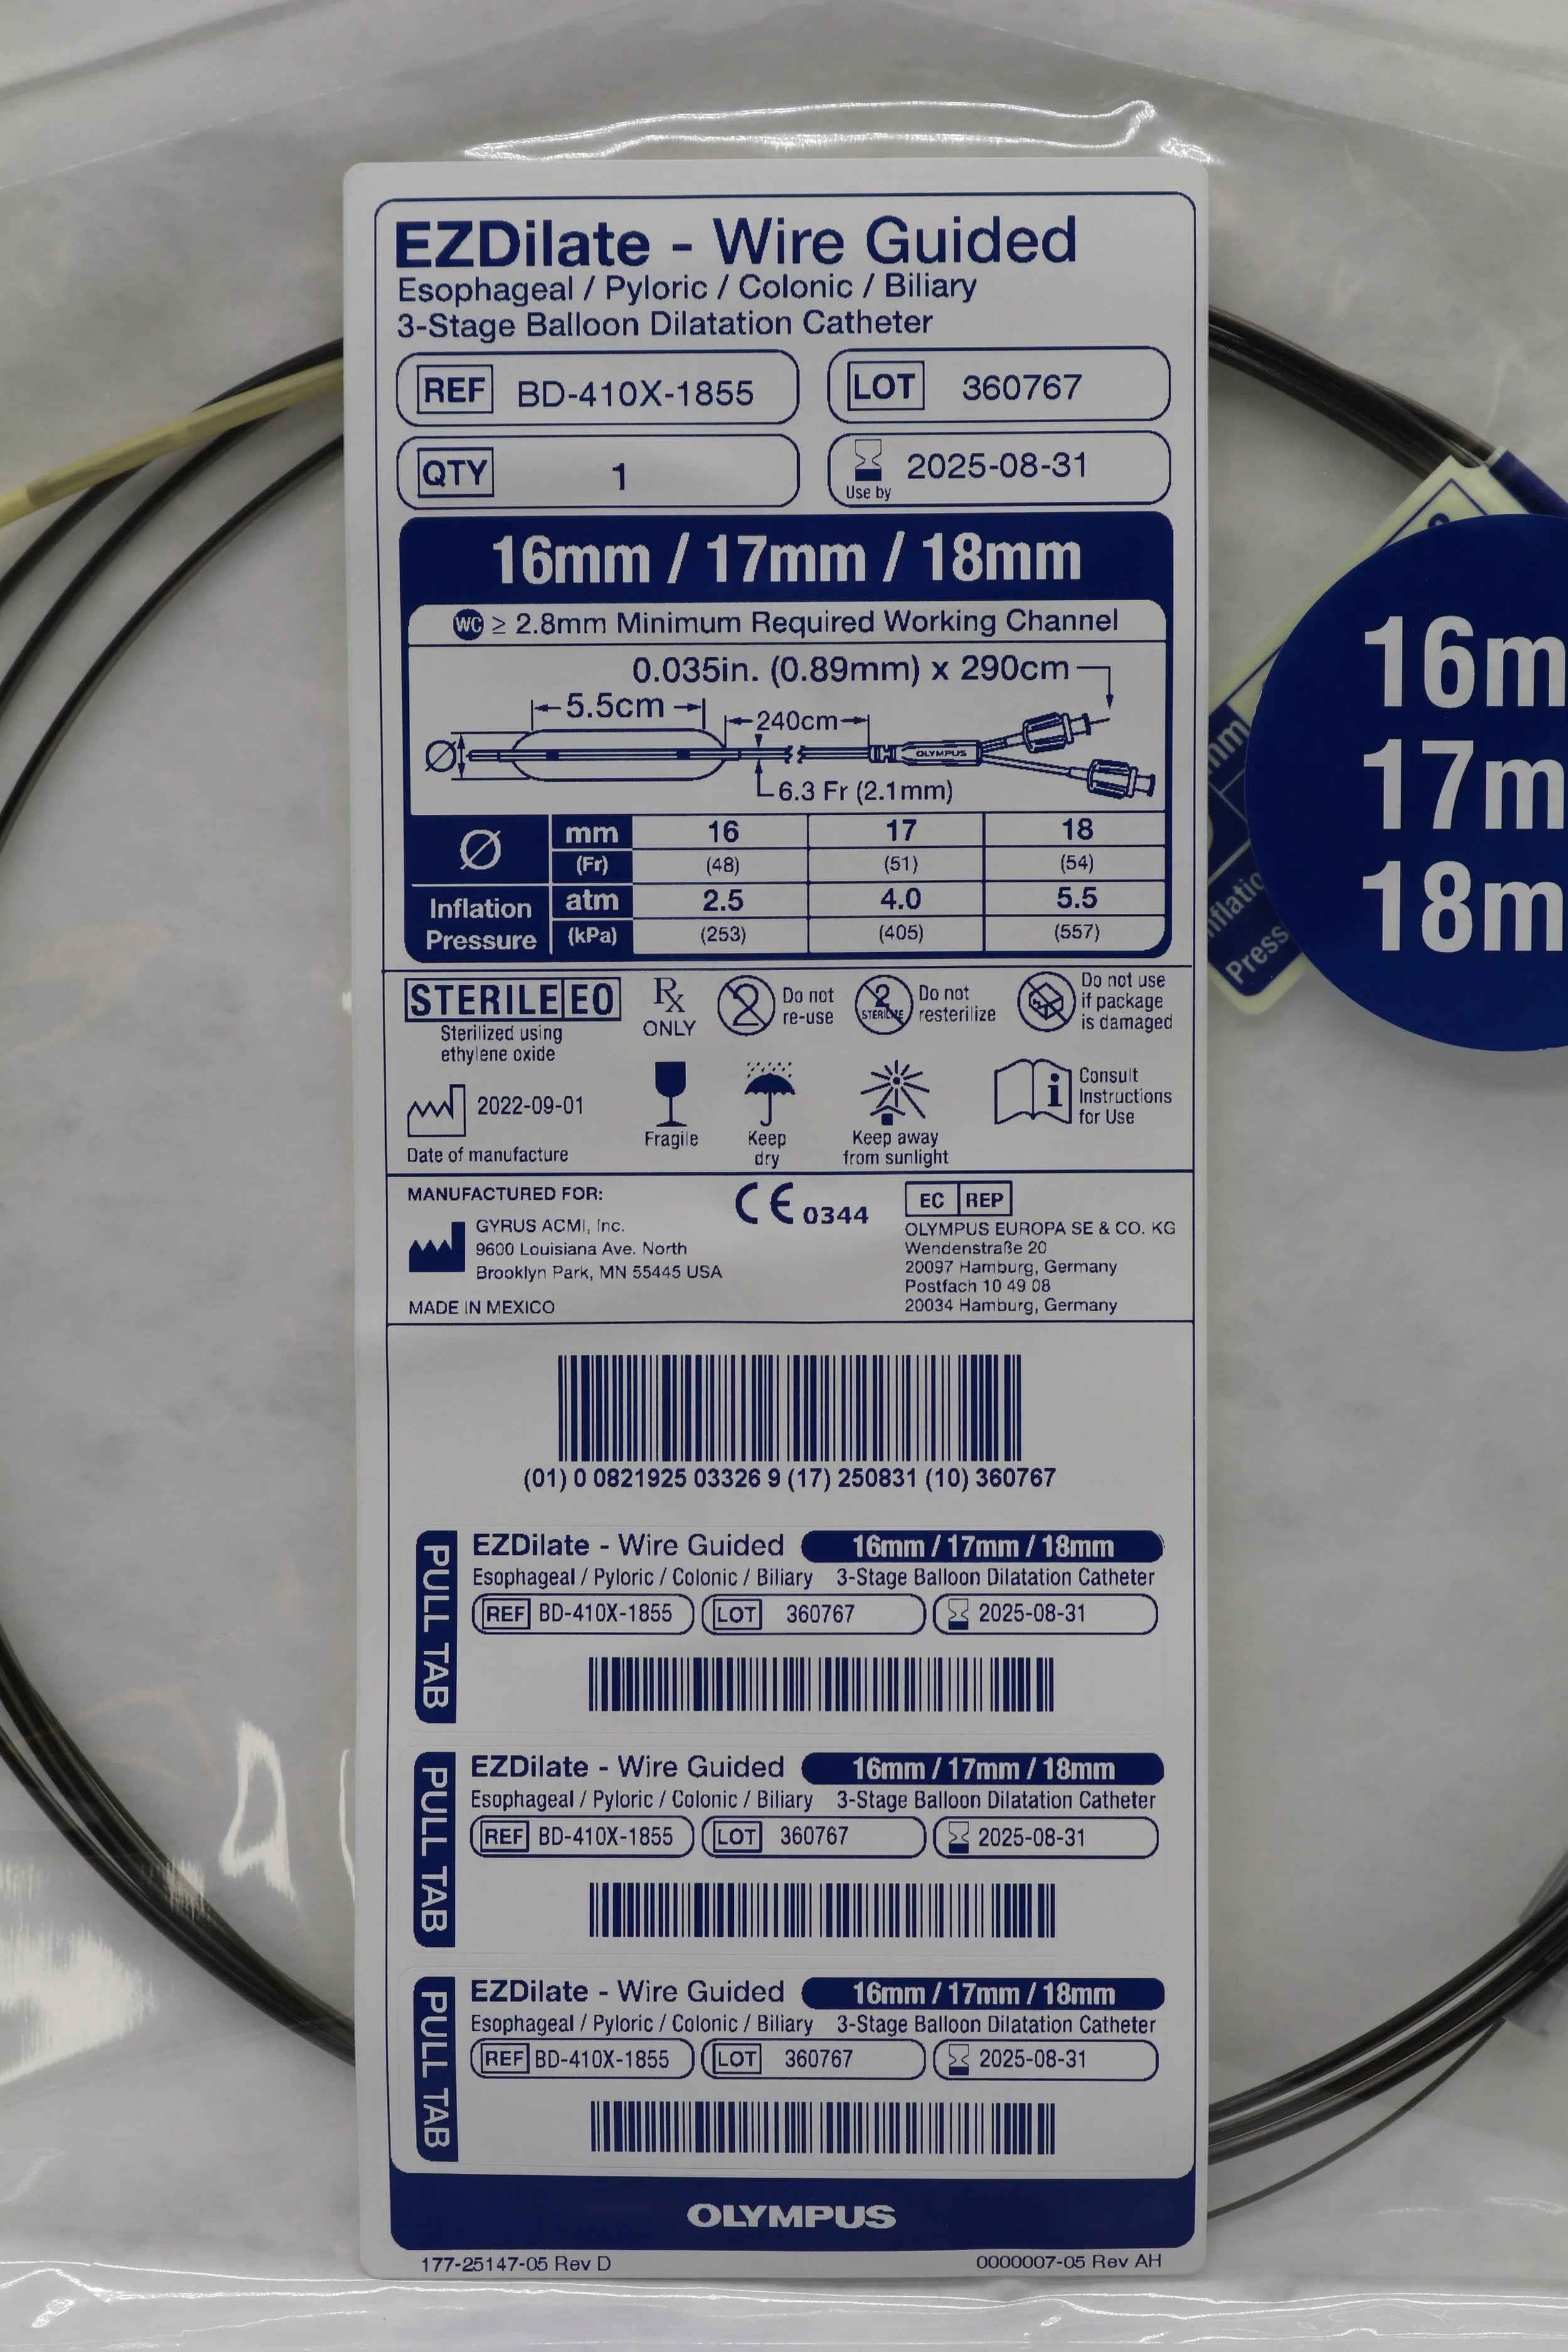 EZDilate - Wire Guided
Esophageal / Pyloric / Colonic / Biliary
3-Stage Balloon Dilatation Catheter
REF BD-410X-1855
LOT 360767
QTY 1
Use by 2025-08-31
16mm / 17mm / 18mm
WC ≥ 2.8mm Minimum Required Working Channel
0.035in. (0.89mm) x 290cm
5.5cm
240cm
Ø
OLYMPUS
6.3 Fr (2.1mm)
Ø mm 16 17 18
(Fr) (48) (51) (54)
Inflation Pressure atm 2.5 4.0 5.5
(kPa) (253) (405) (557)
STERILE EO
Sterilized using
ethylene oxide
Rx
ONLY
2
Do not
re-use
2
STERILIZE
Do not
resterilize
Do not use
if package
is damaged
2022-09-01
Date of manufacture
Fragile
Keep
dry
Keep away
from sunlight
i
Consult
Instructions
for Use
MANUFACTURED FOR:
GYRUS ACMI, Inc.
9600 Louisiana Ave. North
Brooklyn Park, MN 55445 USA
MADE IN MEXICO
CE 0344
EC REP
OLYMPUS EUROPA SE & CO. KG
Wendenstraße 20
20097 Hamburg, Germany
Postfach 10 49 08
20034 Hamburg, Germany
(01) 0 0821925 03326 9 (17) 250831 (10) 360767
PULL TAB
EZDilate - Wire Guided 16mm / 17mm / 18mm
Esophageal / Pyloric / Colonic / Biliary 3-Stage Balloon Dilatation Catheter
REF BD-410X-1855 LOT 360767 2025-08-31
PULL TAB
EZDilate - Wire Guided 16mm / 17mm / 18mm
Esophageal / Pyloric / Colonic / Biliary 3-Stage Balloon Dilatation Catheter
REF BD-410X-1855 LOT 360767 2025-08-31
PULL TAB
EZDilate - Wire Guided 16mm / 17mm / 18mm
Esophageal / Pyloric / Colonic / Biliary 3-Stage Balloon Dilatation Catheter
REF BD-410X-1855 LOT 360767 2025-08-31
OLYMPUS
177-25147-05 Rev D
0000007-05 Rev AH
16m
17m
18m
mm